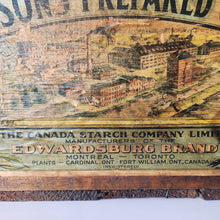 SON'S PREPARED
THE CANADA STARCH COMPANY LIMIT
MANUFACTURERS OF
EDWARDSBURG BRAND
MONTREAL - TORONTO
PLANTS - CARDINAL, ONT. FORT WILLIAM, ONT., CANADA